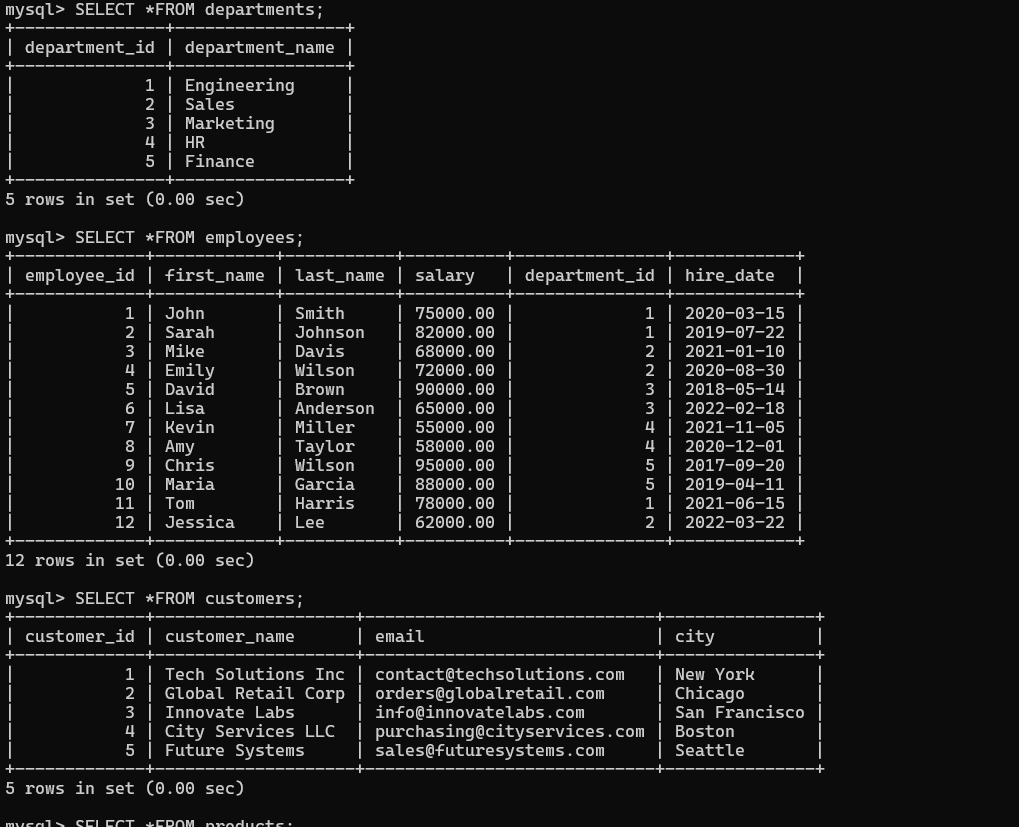 mysql> SELECT *FROM departments;
+---------------+-----------------+
| department_id | department_name |
+---------------+-----------------+
|             1 | Engineering     |
|             2 | Sales           |
|             3 | Marketing       |
|             4 | HR              |
|             5 | Finance         |
+---------------+-----------------+
5 rows in set (0.00 sec)

mysql> SELECT *FROM employees;
+-------------+------------+-----------+----------+---------------+------------+
| employee_id | first_name | last_name | salary   | department_id | hire_date  |
+-------------+------------+-----------+----------+---------------+------------+
|           1 | John       | Smith     | 75000.00 |             1 | 2020-03-15 |
|           2 | Sarah      | Johnson   | 82000.00 |             1 | 2019-07-22 |
|           3 | Mike       | Davis     | 68000.00 |             2 | 2021-01-10 |
|           4 | Emily      | Wilson    | 72000.00 |             2 | 2020-08-30 |
|           5 | David      | Brown     | 90000.00 |             3 | 2018-05-14 |
|           6 | Lisa       | Anderson  | 65000.00 |             3 | 2022-02-18 |
|           7 | Kevin      | Miller    | 55000.00 |             4 | 2021-11-05 |
|           8 | Amy        | Taylor    | 58000.00 |             4 | 2020-12-01 |
|           9 | Chris      | Wilson    | 95000.00 |             5 | 2017-09-20 |
|          10 | Maria      | Garcia    | 88000.00 |             5 | 2019-04-11 |
|          11 | Tom        | Harris    | 78000.00 |             1 | 2021-06-15 |
|          12 | Jessica    | Lee       | 62000.00 |             2 | 2022-03-22 |
+-------------+------------+-----------+----------+---------------+------------+
12 rows in set (0.00 sec)

mysql> SELECT *FROM customers;
+-------------+--------------------+-----------------------------+---------------+
| customer_id | customer_name      | email                       | city          |
+-------------+--------------------+-----------------------------+---------------+
|           1 | Tech Solutions Inc | contact@techsolutions.com   | New York      |
|           2 | Global Retail Corp | orders@globalretail.com     | Chicago       |
|           3 | Innovate Labs      | info@innovatelabs.com       | San Francisco |
|           4 | City Services LLC  | purchasing@cityservices.com | Boston        |
|           5 | Future Systems     | sales@futuresystems.com     | Seattle       |
+-------------+--------------------+-----------------------------+---------------+
5 rows in set (0.00 sec)

mysql> SELECT *FROM products;